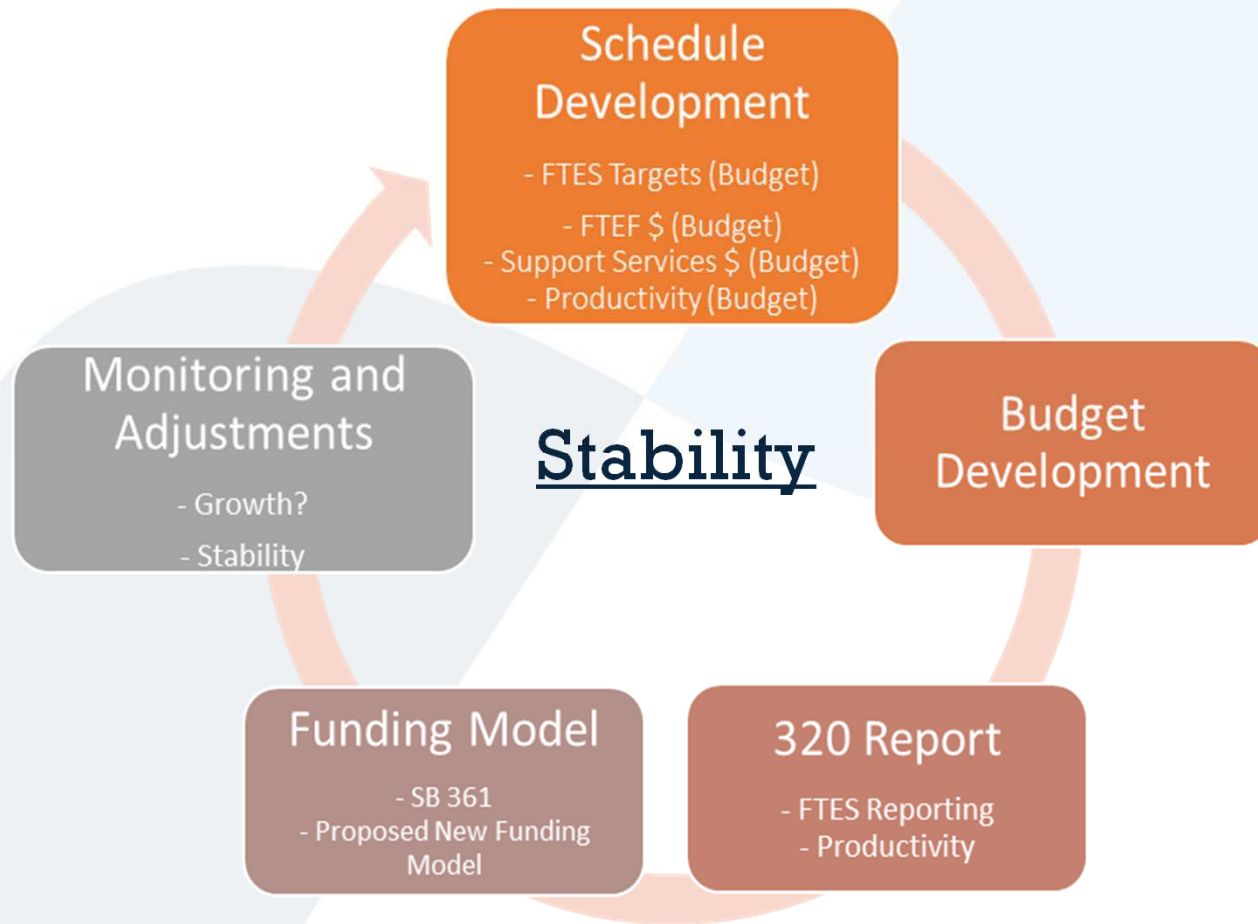 Schedule
Development
- FTES Targets (Budget)
- FTEF $ (Budget)
- Support Services $ (Budget)
- Productivity (Budget)
Budget
Development
320 Report
- FTES Reporting
- Productivity
Funding Model
- SB 361
- Proposed New Funding
Model
Monitoring and
Adjustments
- Growth?
- Stability
Stability